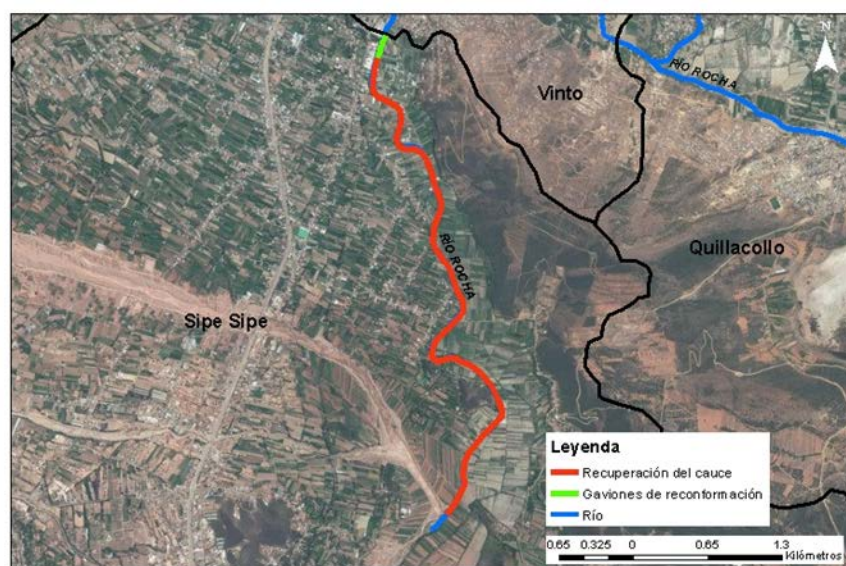 N
RÍO ROCHA
Vinto
RÍO ROCHA
Quillacollo
Sipe Sipe
Leyenda
Recuperación del cauce
Gaviones de reconformación
Río
0.65 0.325 0 0.65 1.3
Kilómetros